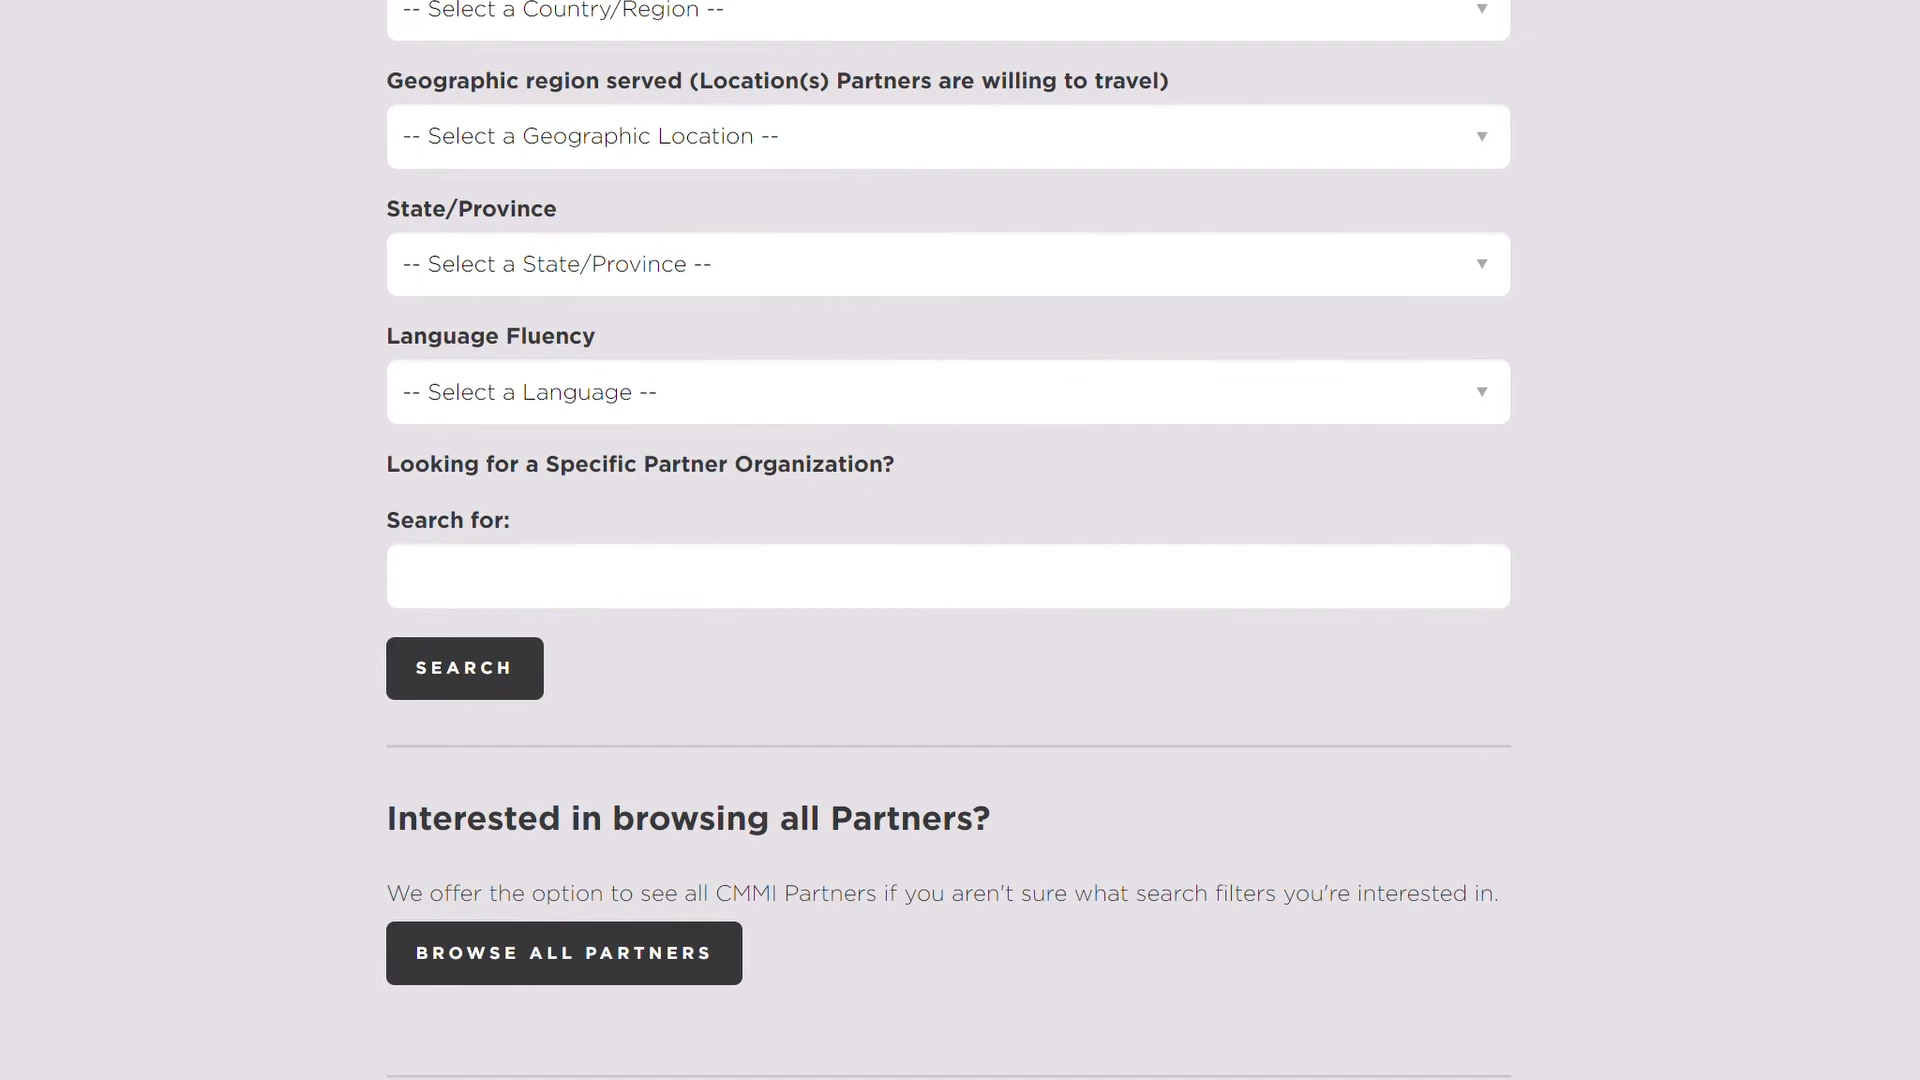 -- Select a Country/Region --
Geographic region served (Location(s) Partners are willing to travel)
-- Select a Geographic Location --
State/Province
-- Select a State/Province --
Language Fluency
-- Select a Language --
Looking for a Specific Partner Organization?
Search for:
SEARCH
Interested in browsing all Partners?
We offer the option to see all CMMI Partners if you aren't sure what search filters you're interested in.
BROWSE ALL PARTNERS